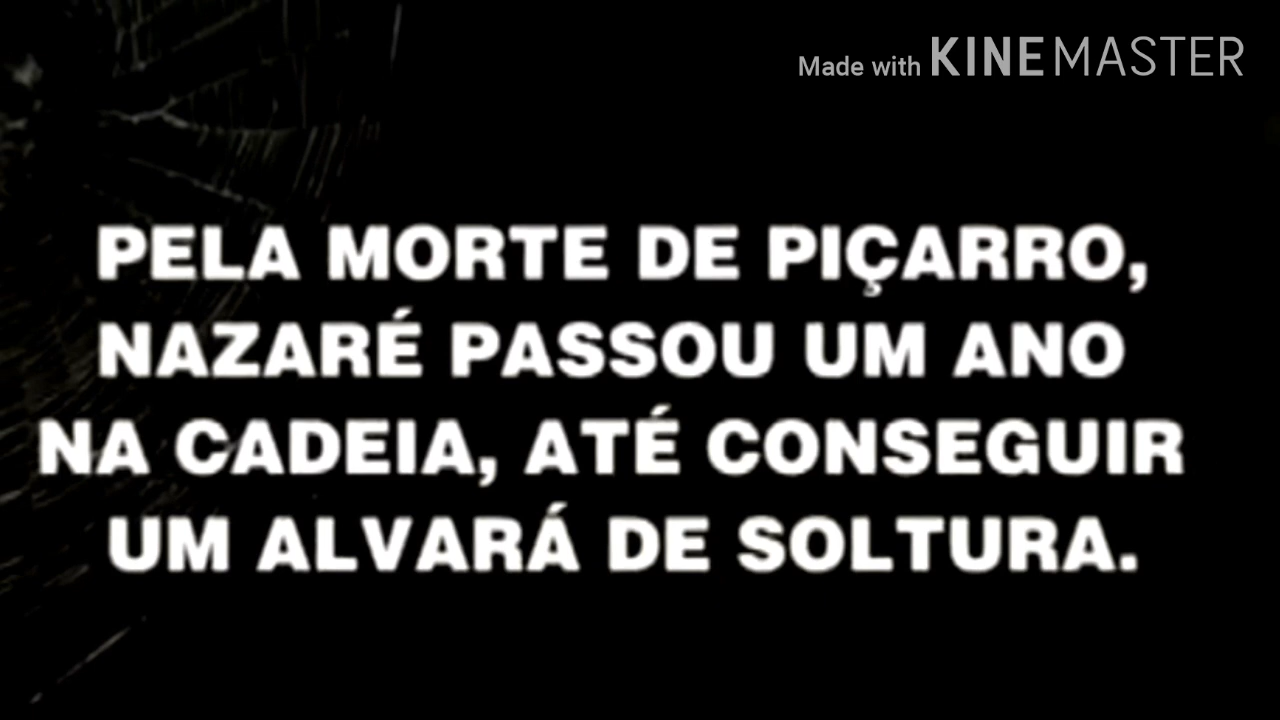 Made with KINEMASTER
PELA MORTE DE PIÇARRO,
NAZARÉ PASSOU UM ANO
NA CADEIA, ATÉ CONSEGUIR
UM ALVARÁ DE SOLTURA.